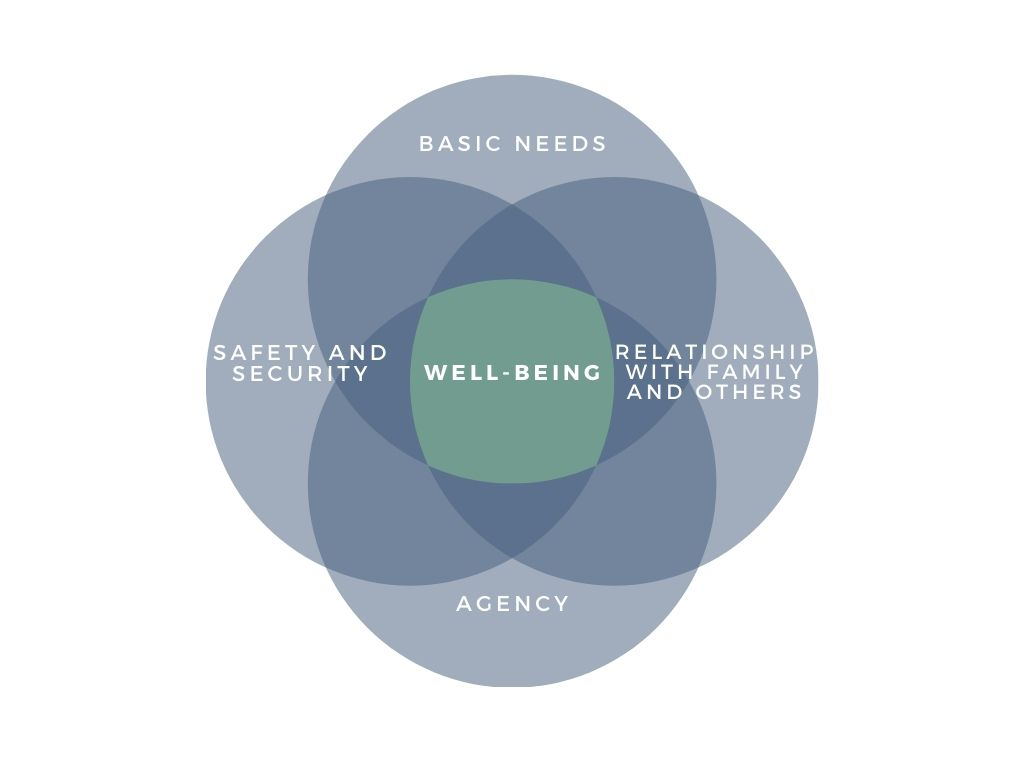 BASIC NEEDS
SAFETY AND
SECURITY
WELL-BEING
RELATIONSHIP
WITH FAMILY
AND OTHERS
AGENCY